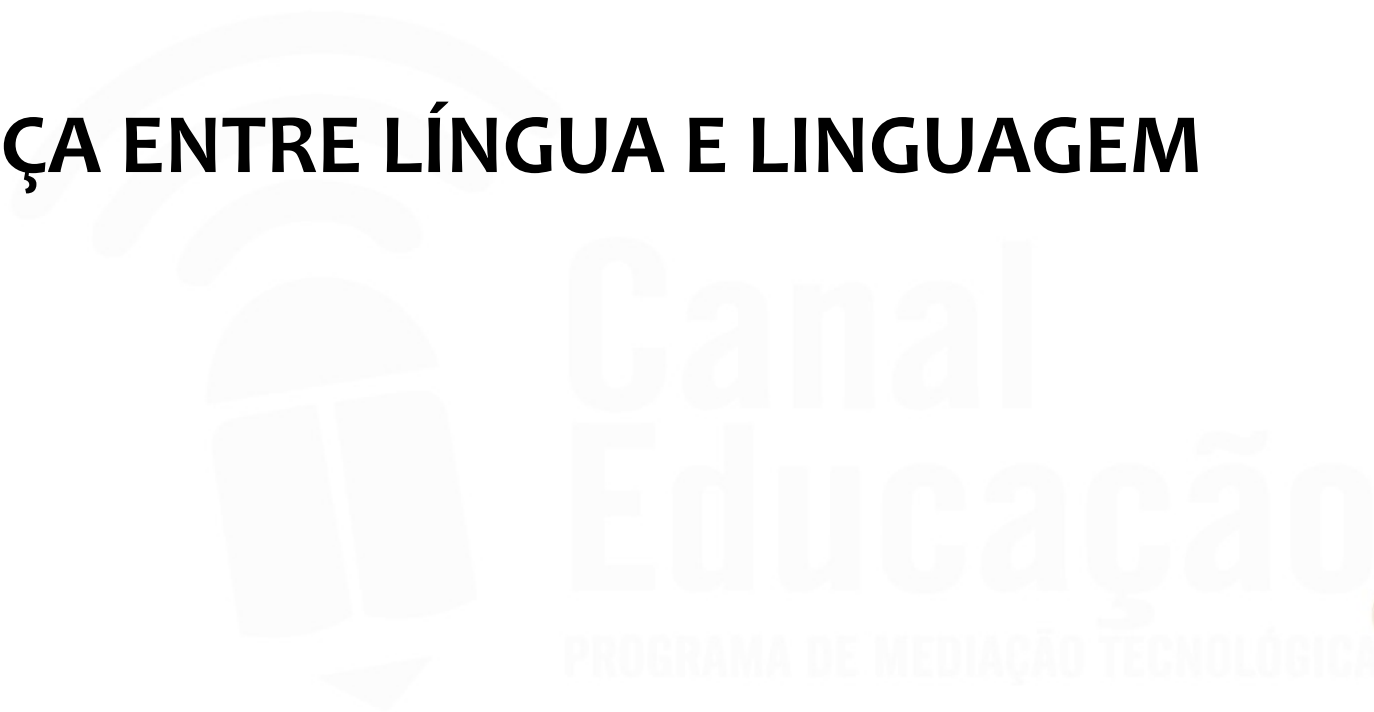 ÇA ENTRE LÍNGUA E LINGUAGEM
Canal
Educação
PROGRAMA DE MEDIAÇÃO TECNOLÓGICA